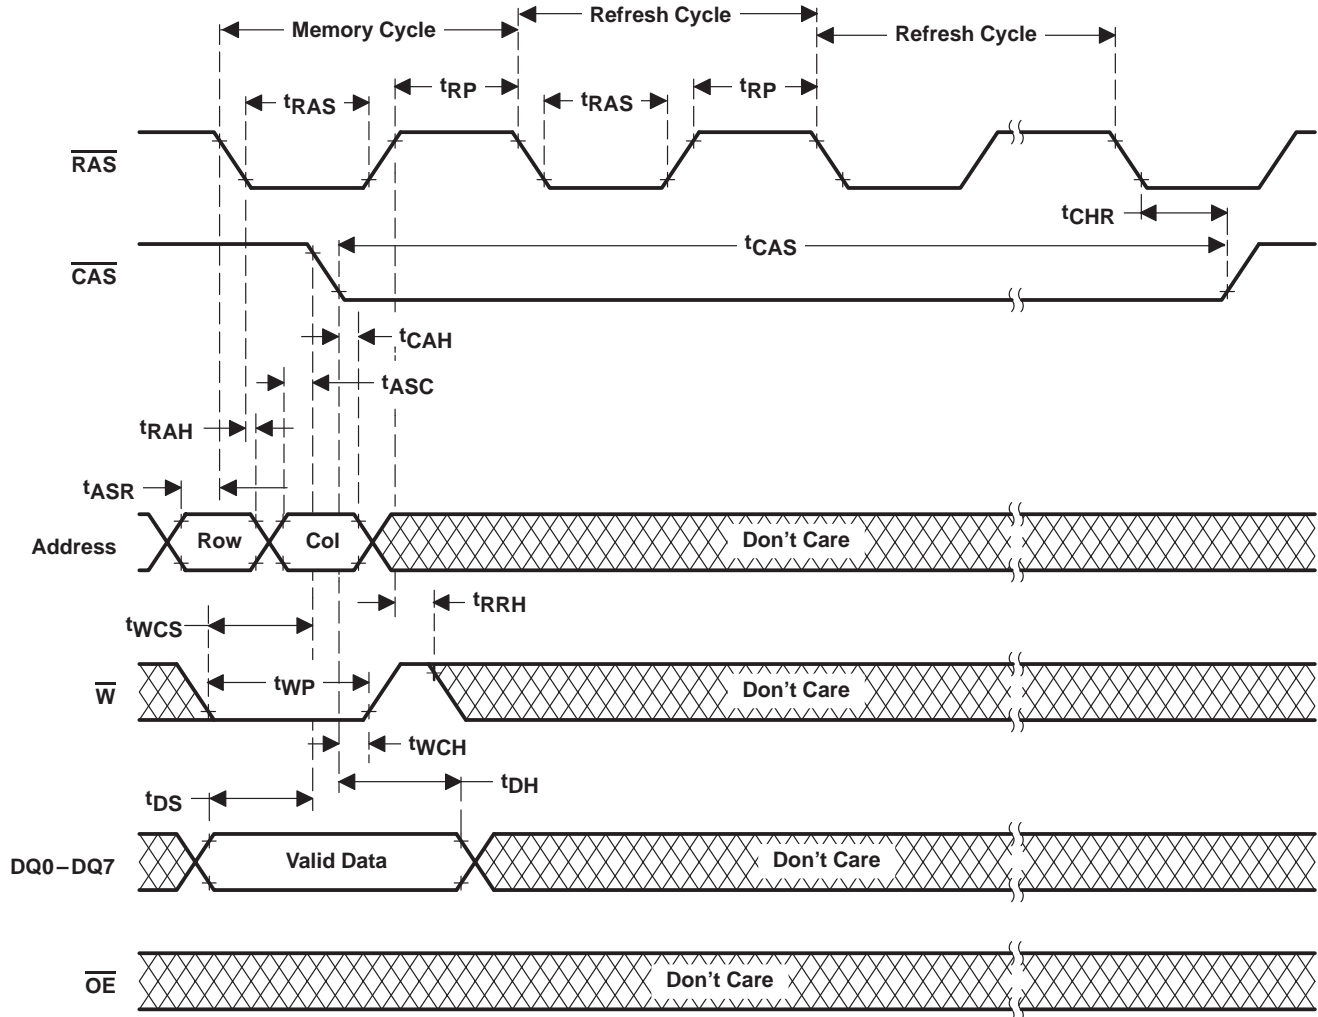 Memory Cycle
Refresh Cycle
Refresh Cycle
tRAS
tRP
tRAS
tRP
RAS
tCHR
tCAS
CAS
tCAH
tASC
tRAH
tASR
Address
Row
Col
Don't Care
tRRH
tWCS
W
tWP
Don't Care
tWCH
tDH
tDS
DQ0–DQ7
Valid Data
Don't Care
OE
Don't Care